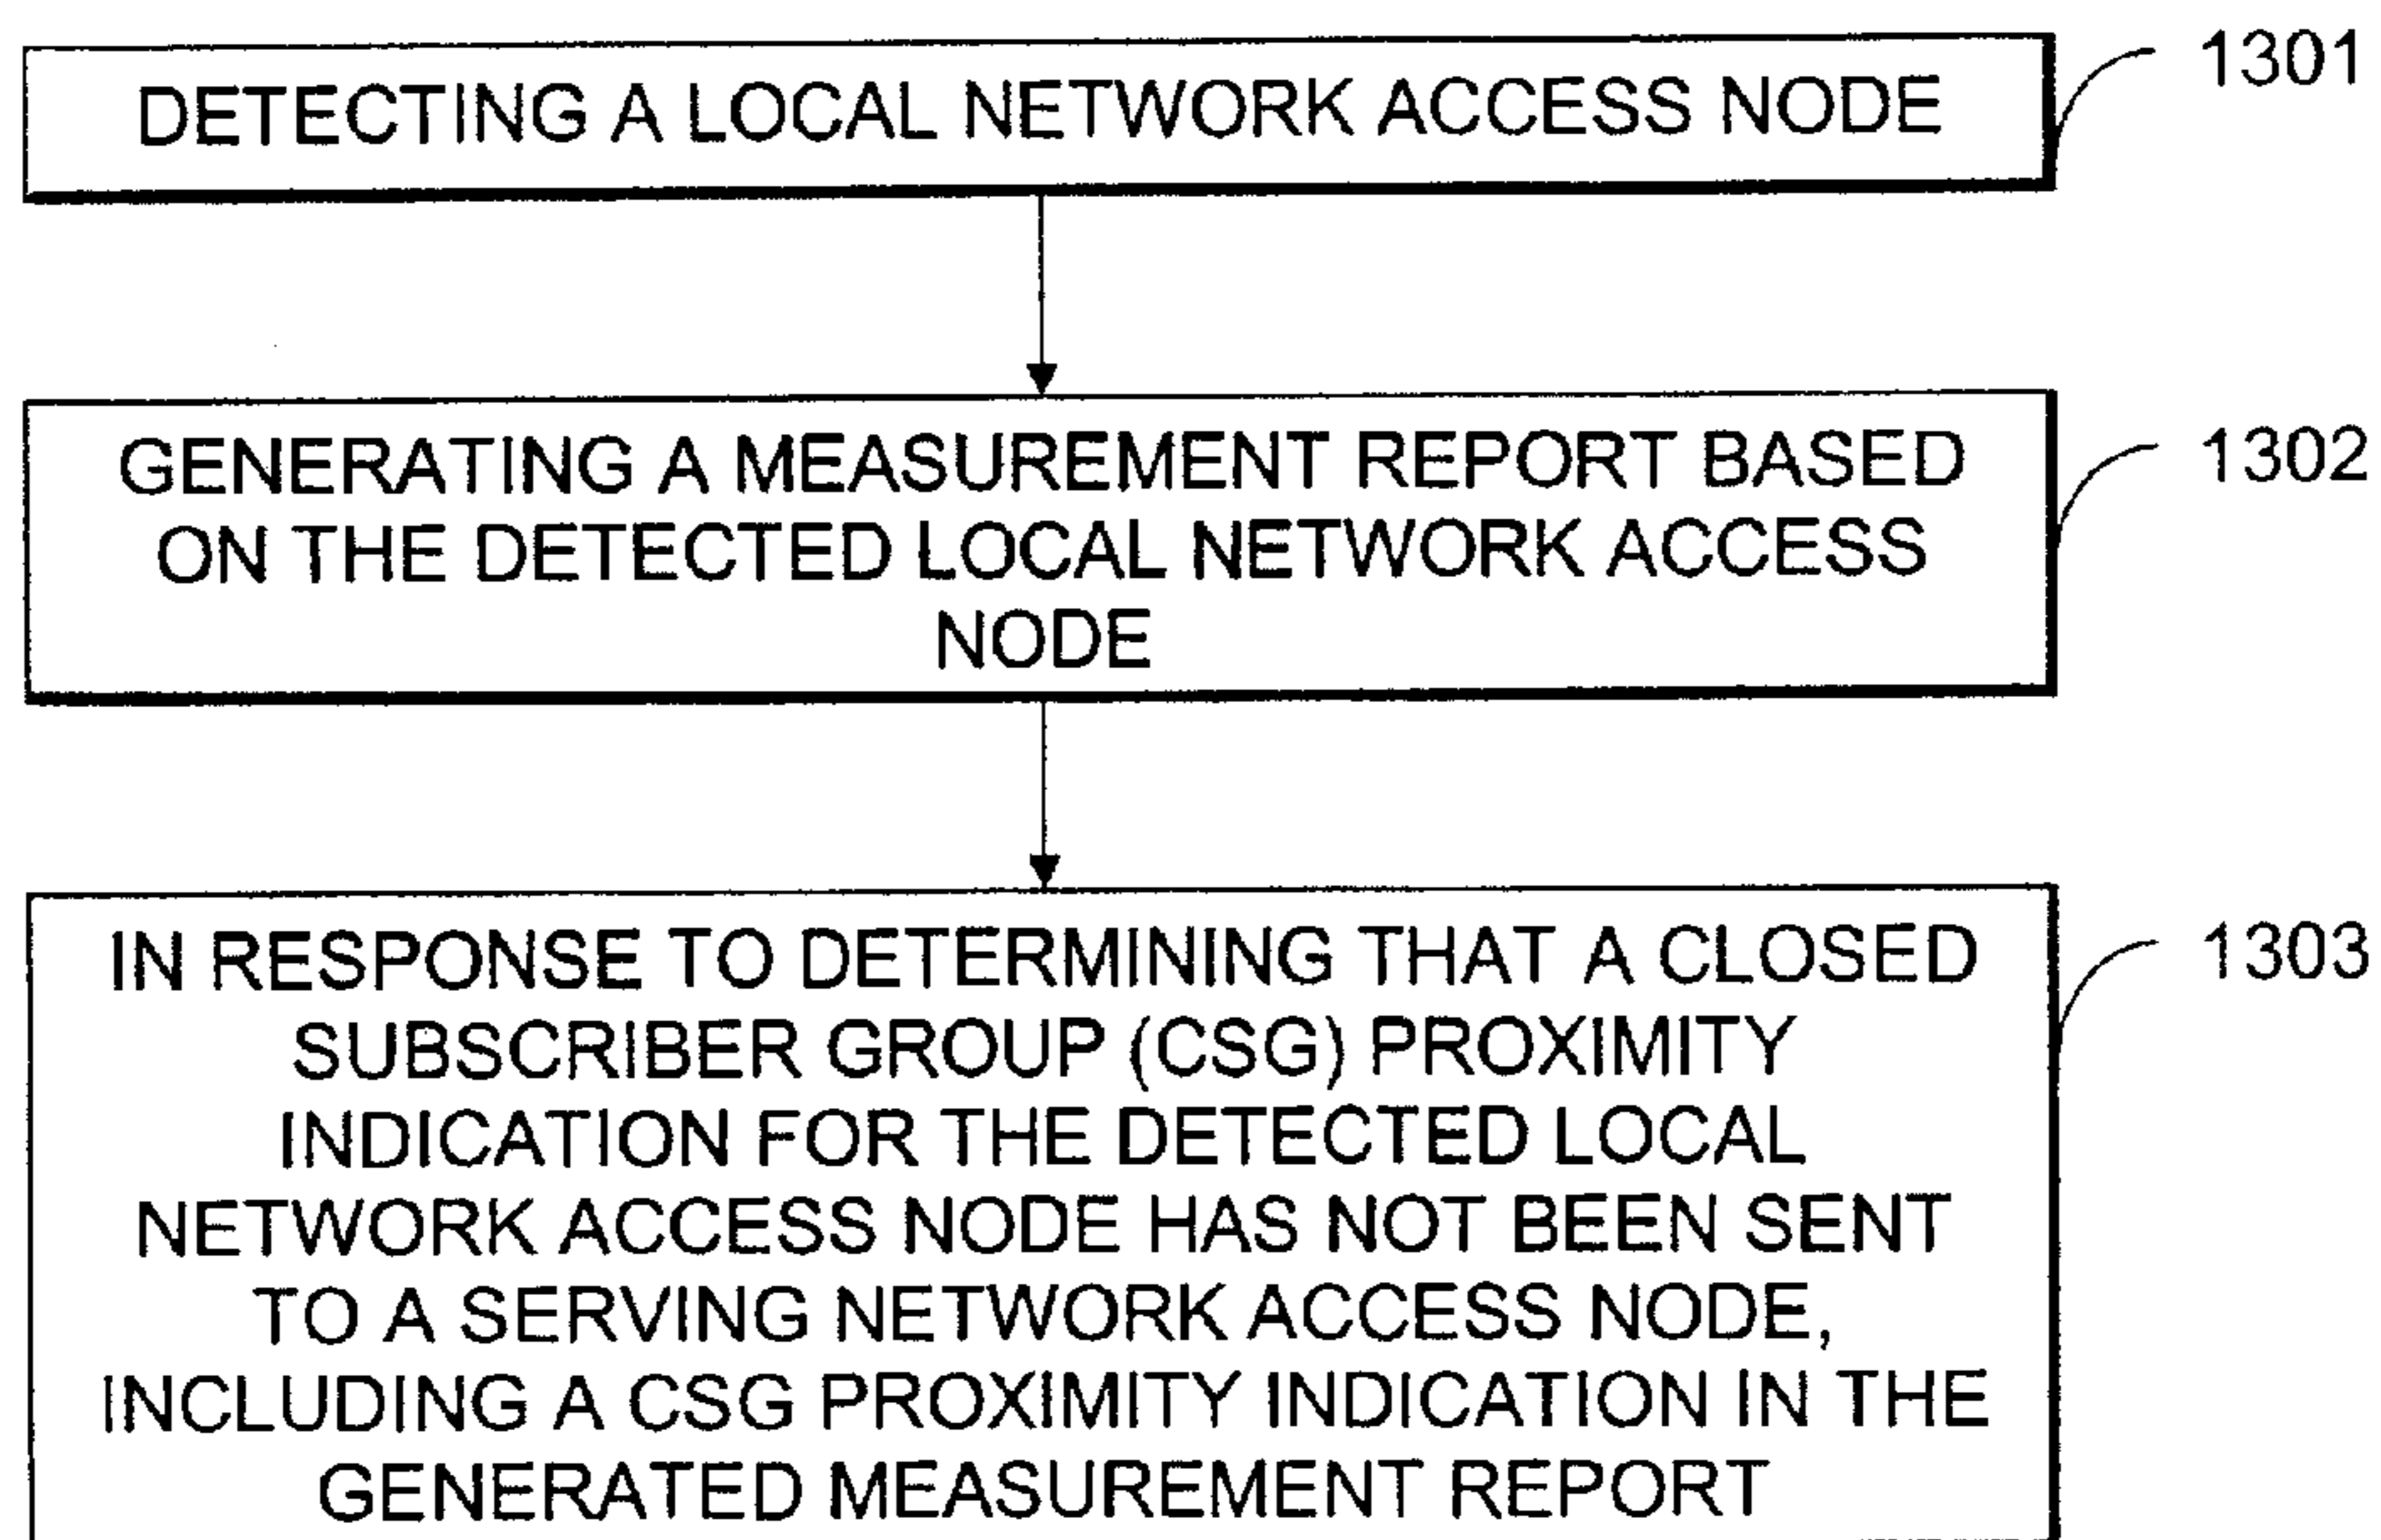 DETECTING A LOCAL NETWORK ACCESS NODE
1301
GENERATING A MEASUREMENT REPORT BASED
ON THE DETECTED LOCAL NETWORK ACCESS
NODE
1302
IN RESPONSE TO DETERMINING THAT A CLOSED
SUBSCRIBER GROUP (CSG) PROXIMITY
INDICATION FOR THE DETECTED LOCAL
NETWORK ACCESS NODE HAS NOT BEEN SENT
TO A SERVING NETWORK ACCESS NODE,
INCLUDING A CSG PROXIMITY INDICATION IN THE
GENERATED MEASUREMENT REPORT
1303